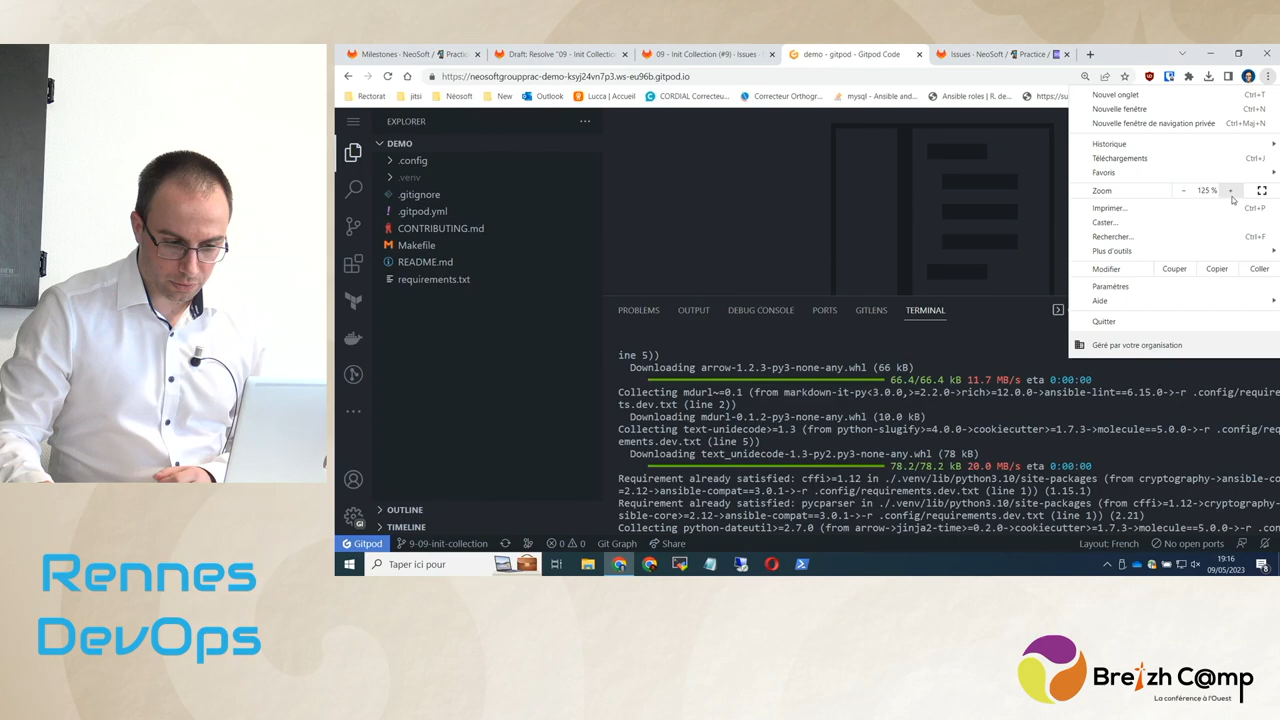 Milestones · NeoSoft / Practic
Draft: Resolve "09 - Init Collection
09 - Init Collection (#9) · Issues ·
demo - gitpod - Gitpod Code
Issues · NeoSoft / Practice /
https://neosoftgroupprac-demo-ksyj24vn7p3.ws-eu96b.gitpod.io
Rectorat
jitsi
Néosoft
New
Outlook
Lucca | Accueil
CORDIAL Correcteu...
Correcteur Orthogr...
mysql - Ansible and...
Ansible roles | R. de...
https://su
EXPLORER
DEMO
.config
.venv
.gitignore
.gitpod.yml
CONTRIBUTING.md
Makefile
README.md
requirements.txt
OUTLINE
TIMELINE
Nouvel onglet Ctrl+T
Nouvelle fenêtre Ctrl+N
Nouvelle fenêtre de navigation privée Ctrl+Maj+N
Historique
Téléchargements Ctrl+J
Favoris
Zoom - 125 % +
Imprimer... Ctrl+P
Caster...
Rechercher... Ctrl+F
Plus d'outils
Modifier Couper Copier Coller
Paramètres
Aide
Quitter
Géré par votre organisation
PROBLEMS OUTPUT DEBUG CONSOLE PORTS GITLENS TERMINAL
ine 5))
Downloading arrow-1.2.3-py3-none-any.whl (66 kB)
66.4/66.4 kB 11.7 MB/s eta 0:00:00
Collecting mdurl~=0.1 (from markdown-it-py<3.0.0,>=2.2.0->rich>=12.0.0->ansible-lint==6.15.0->-r .config/require
ts.dev.txt (line 2))
Downloading mdurl-0.1.2-py3-none-any.whl (10.0 kB)
Collecting text-unidecode>=1.3 (from python-slugify>=4.0.0->cookiecutter>=1.7.3->molecule==5.0.0->-r .config/requ
ements.dev.txt (line 5))
Downloading text_unidecode-1.3-py2.py3-none-any.whl (78 kB)
78.2/78.2 kB 20.0 MB/s eta 0:00:00
Requirement already satisfied: cffi>=1.12 in ./.venv/lib/python3.10/site-packages (from cryptography->ansible-co
=2.12->ansible-compat==3.0.1->-r .config/requirements.dev.txt (line 1)) (1.15.1)
Requirement already satisfied: pycparser in ./.venv/lib/python3.10/site-packages (from cffi>=1.12->cryptography-
sible-core>=2.12->ansible-compat==3.0.1->-r .config/requirements.dev.txt (line 1)) (2.21)
Collecting python-dateutil>=2.7.0 (from arrow->jinja2-time>=0.2.0->cookiecutter>=1.7.3->molecule==5.0.0->-r .con
Gitpod 9-09-init-collection 0 0 Git Graph Share Layout: French No open ports
Taper ici pour
19:16
09/05/2023
Rennes
DevOps
Breizh C@mp
La conférence à l'Ouest